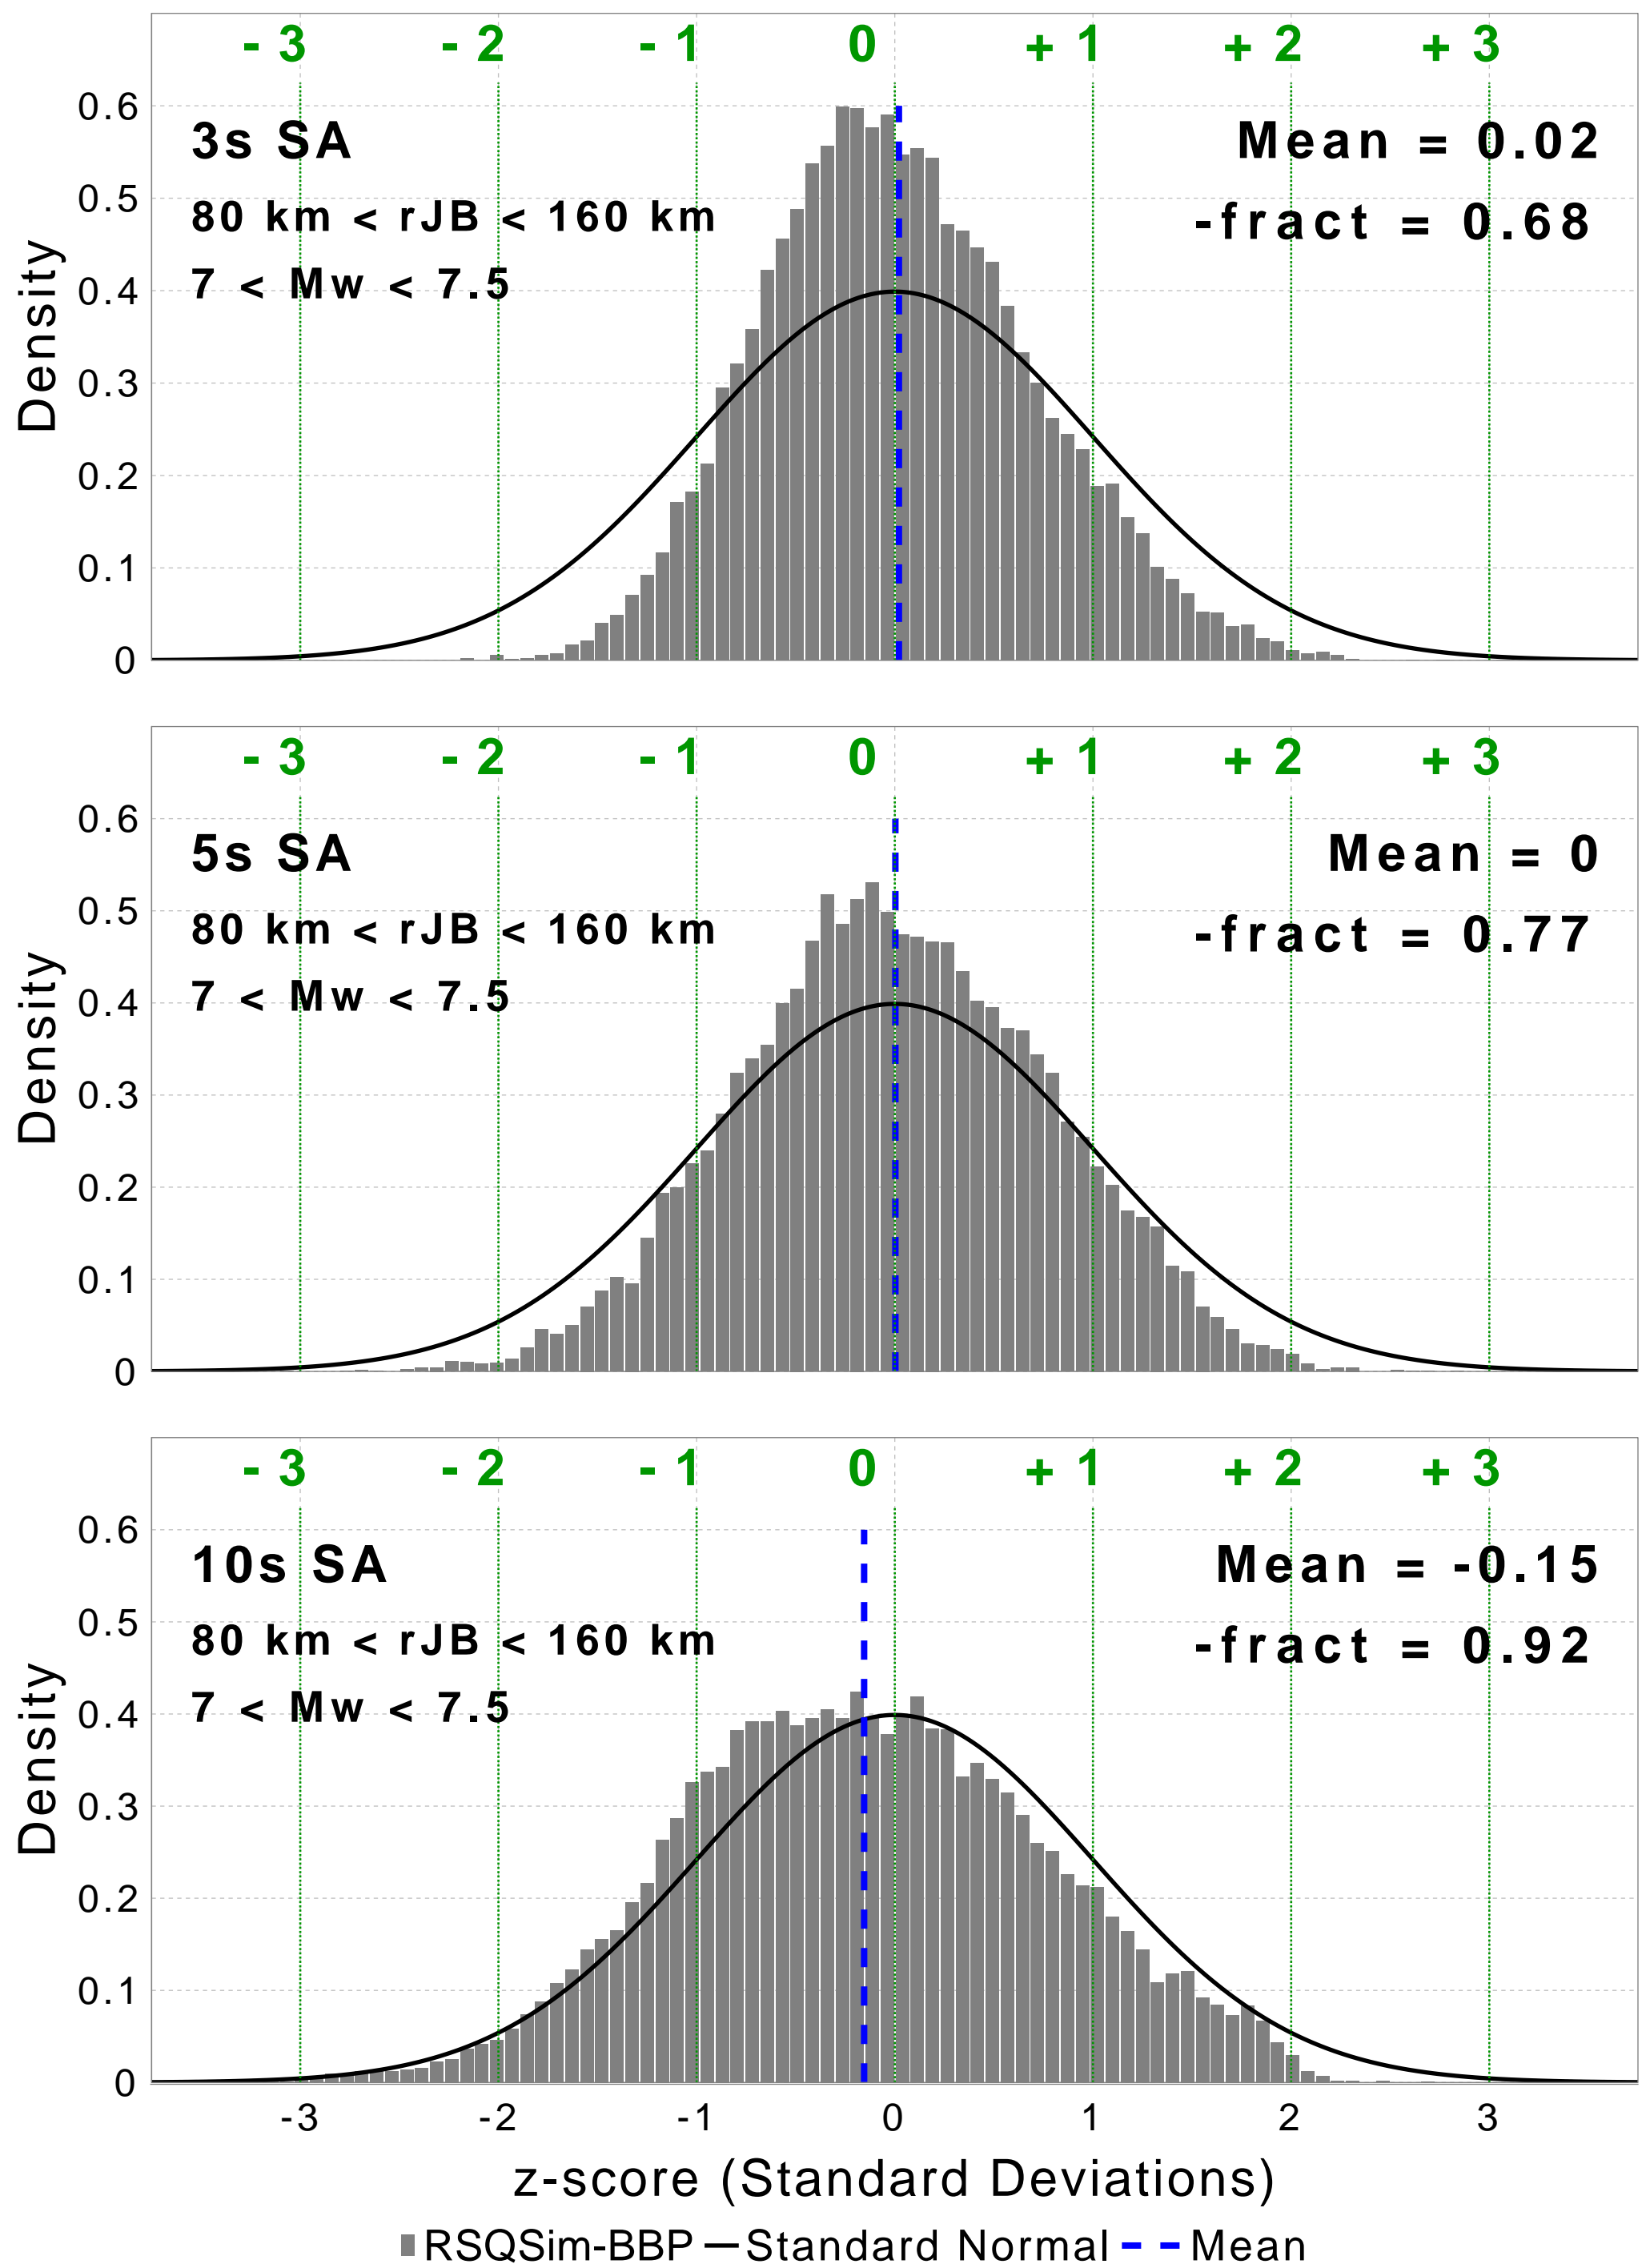 - 3 - 2 - 1 0 + 1 + 2 + 3
0.6
3s SA
Mean = 0.02
0.5
80 km < rJB < 160 km
-fract = 0.68
7 < Mw < 7.5
0.4
Density
0.3
0.2
0.1
0
- 3 - 2 - 1 0 + 1 + 2 + 3
0.6
5s SA
Mean = 0
0.5
80 km < rJB < 160 km
-fract = 0.77
7 < Mw < 7.5
0.4
Density
0.3
0.2
0.1
0
- 3 - 2 - 1 0 + 1 + 2 + 3
0.6
10s SA
Mean = -0.15
0.5
80 km < rJB < 160 km
-fract = 0.92
7 < Mw < 7.5
0.4
Density
0.3
0.2
0.1
0
-3 -2 -1 0 1 2 3
z-score (Standard Deviations)
RSQSim-BBP Standard Normal Mean